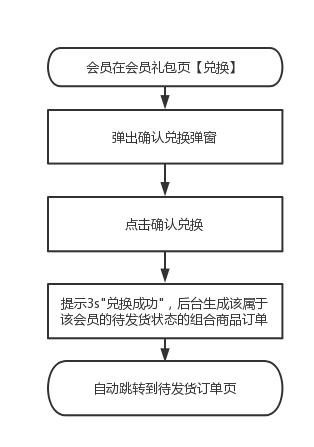 会员在会员礼包页【兑换】
弹出确认兑换弹窗
点击确认兑换
提示3s"兑换成功"，后台生成该属于
该会员的待发货状态的组合商品订单
自动跳转到待发货订单页